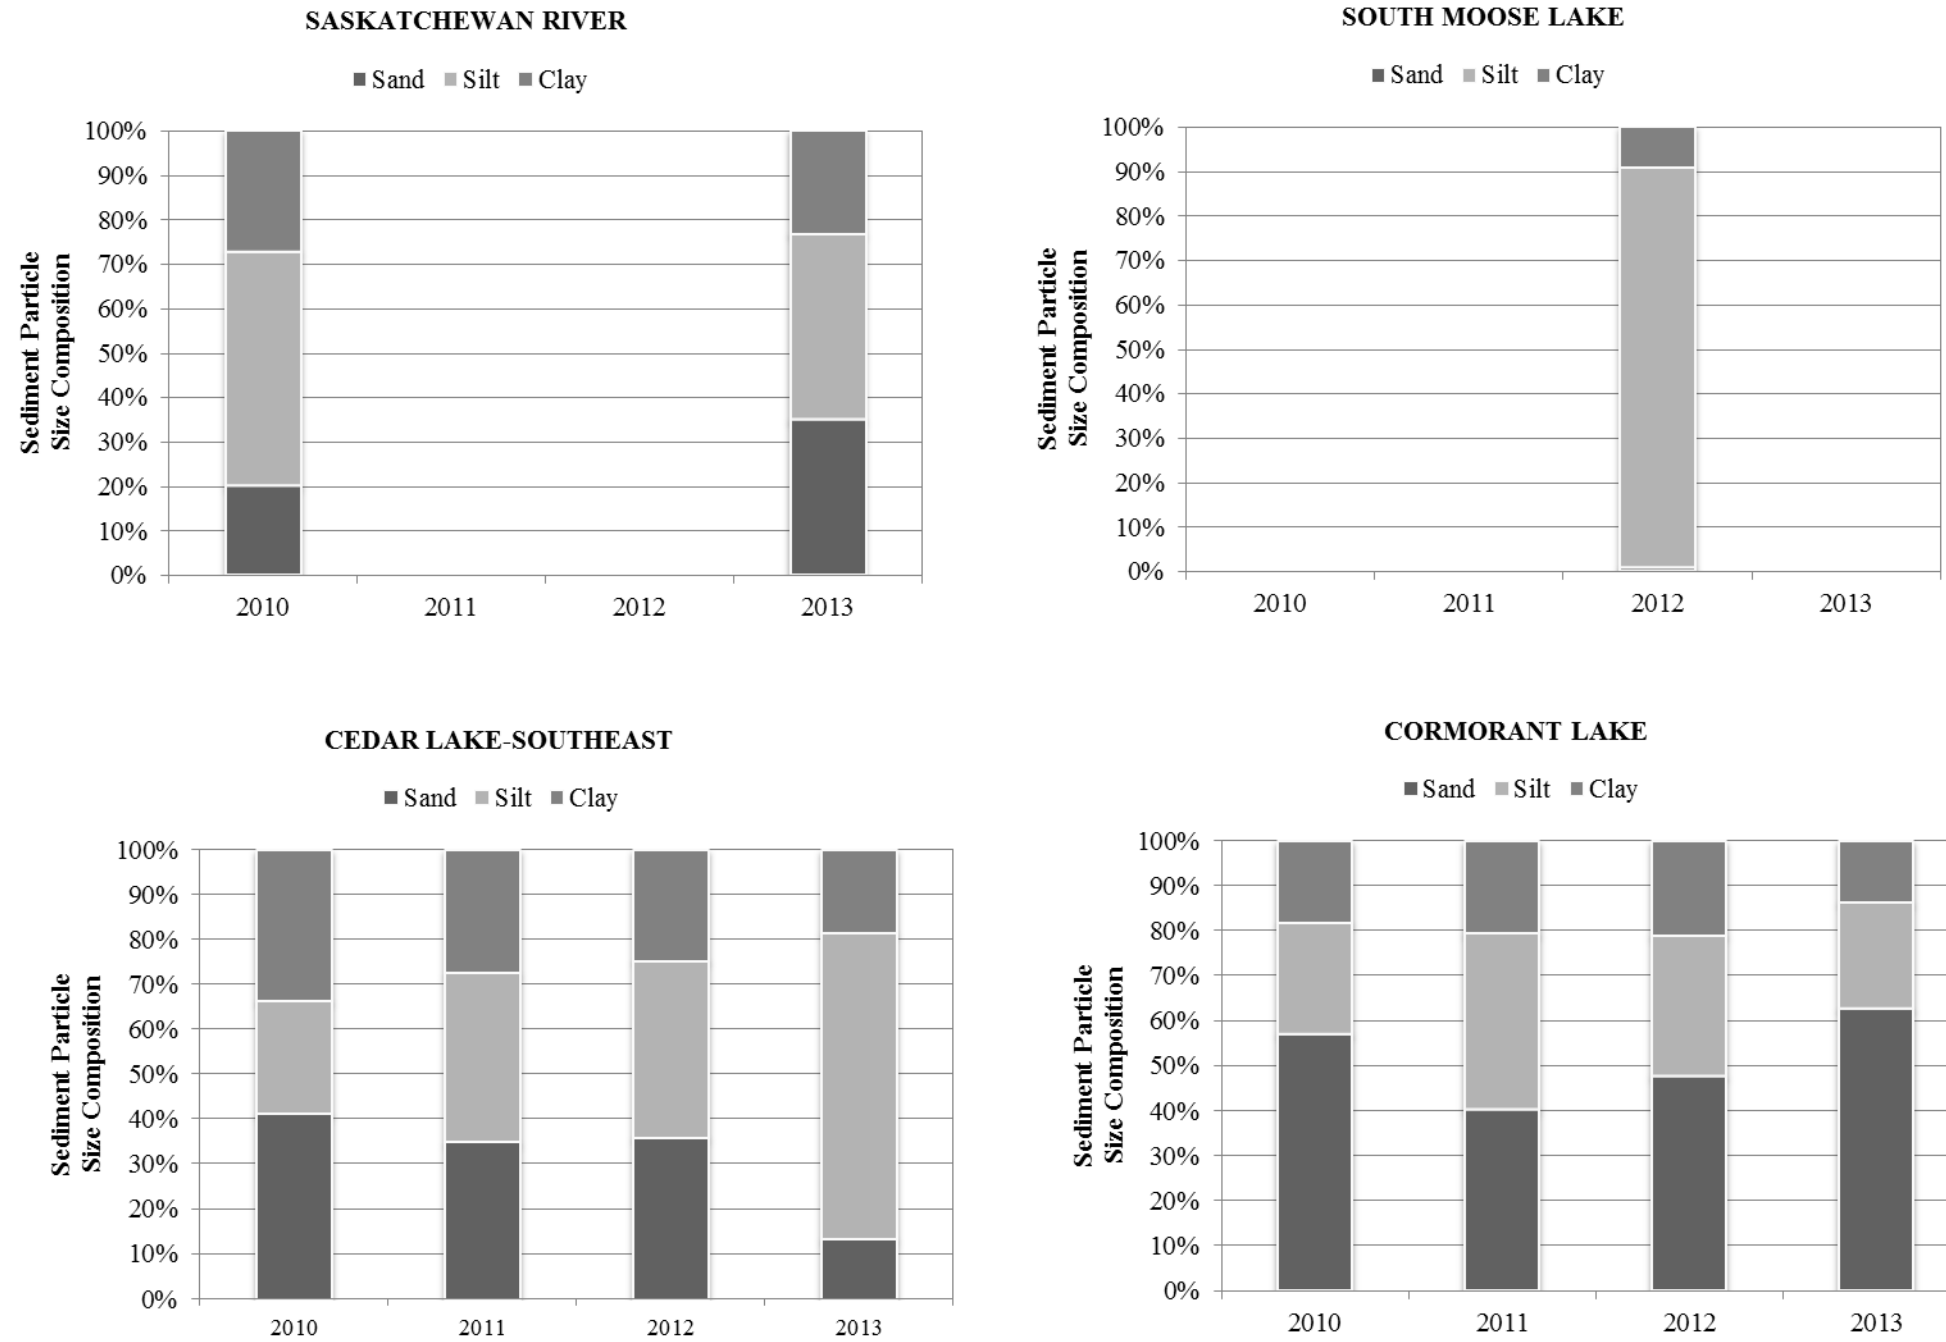 SASKATCHEWAN RIVER
Sand Silt Clay
100%
90%
80%
70%
60%
50%
40%
30%
20%
10%
0%
Sediment Particle
Size Composition
2010 2011 2012 2013
SOUTH MOOSE LAKE
Sand Silt Clay
100%
90%
80%
70%
60%
50%
40%
30%
20%
10%
0%
Sediment Particle
Size Composition
2010 2011 2012 2013
CEDAR LAKE-SOUTHEAST
Sand Silt Clay
100%
90%
80%
70%
60%
50%
40%
30%
20%
10%
0%
Sediment Particle
Size Composition
2010 2011 2012 2013
CORMORANT LAKE
Sand Silt Clay
100%
90%
80%
70%
60%
50%
40%
30%
20%
10%
0%
Sediment Particle
Size Composition
2010 2011 2012 2013